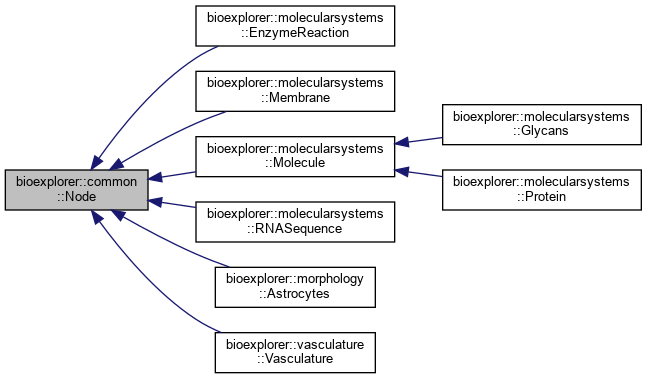 bioexplorer::common
::Node
bioexplorer::molecularsystems
::EnzymeReaction
bioexplorer::molecularsystems
::Membrane
bioexplorer::molecularsystems
::Molecule
bioexplorer::molecularsystems
::RNASequence
bioexplorer::morphology
::Astrocytes
bioexplorer::vasculature
::Vasculature
bioexplorer::molecularsystems
::Glycans
bioexplorer::molecularsystems
::Protein